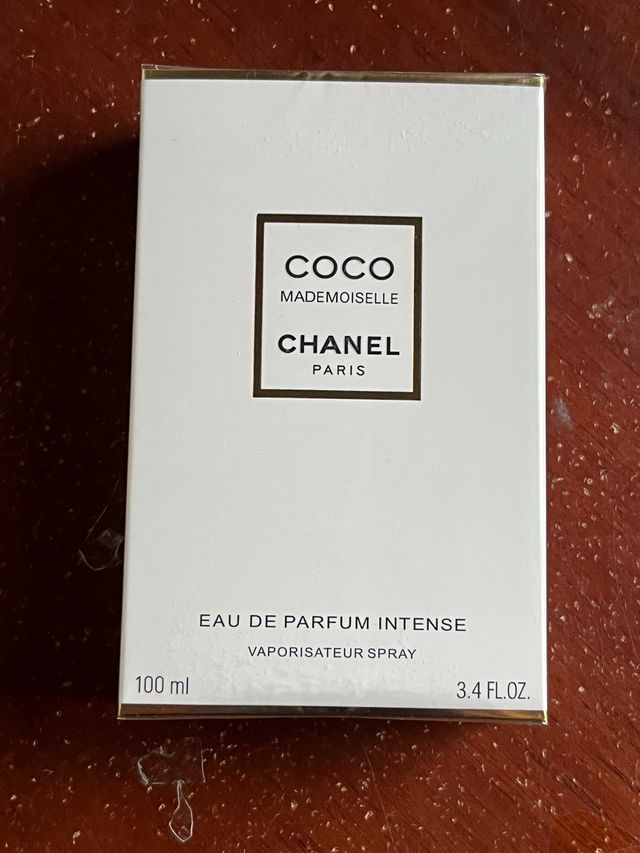 COCO
MADEMOISELLE
CHANEL
PARIS
EAU DE PARFUM INTENSE
VAPORISATEUR SPRAY
100 ml 3.4 FL.OZ.